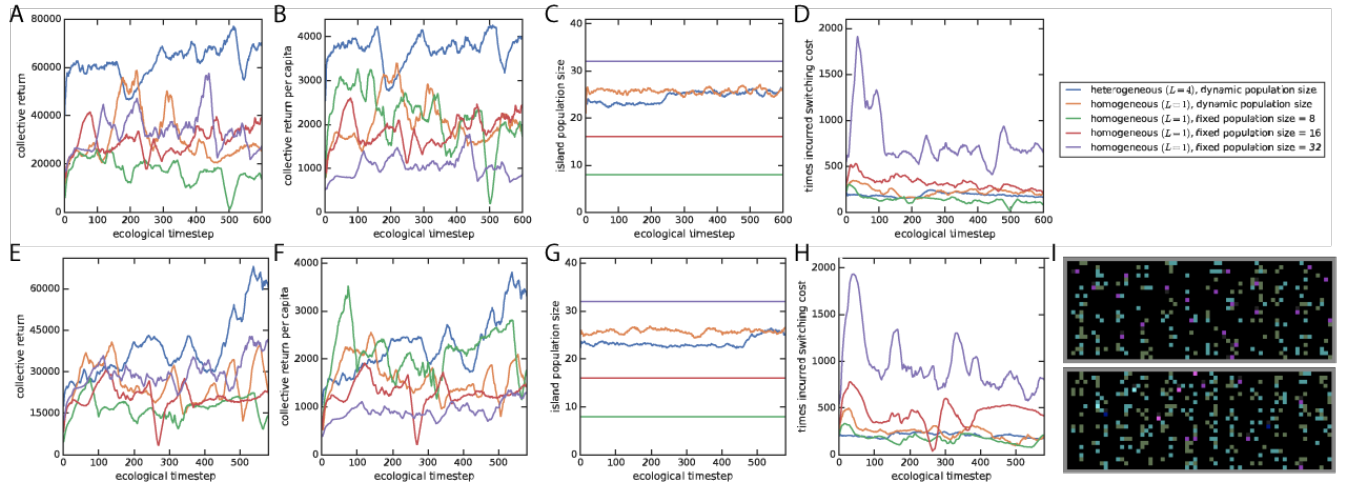 A
collective return
80000
60000
40000
20000
0
0 100 200 300 400 500 600
ecological timestep
B
collective return per capita
4000
3000
2000
1000
0
0 100 200 300 400 500 600
ecological timestep
C
island population size
40
30
20
10
0
0 100 200 300 400 500 600
ecological timestep
D
times incurred switching cost
2000
1500
1000
500
0
0 100 200 300 400 500 600
ecological timestep
heterogeneous (L = 4), dynamic population size
homogeneous (L = 1), dynamic population size
homogeneous (L = 1), fixed population size = 8
homogeneous (L = 1), fixed population size = 16
homogeneous (L = 1), fixed population size = 32
E
collective return
60000
45000
30000
15000
0
0 100 200 300 400 500
ecological timestep
F
collective return per capita
4000
3000
2000
1000
0
0 100 200 300 400 500
ecological timestep
G
island population size
40
30
20
10
0
0 100 200 300 400 500
ecological timestep
H
times incurred switching cost
2000
1500
1000
500
0
0 100 200 300 400 500
ecological timestep
I